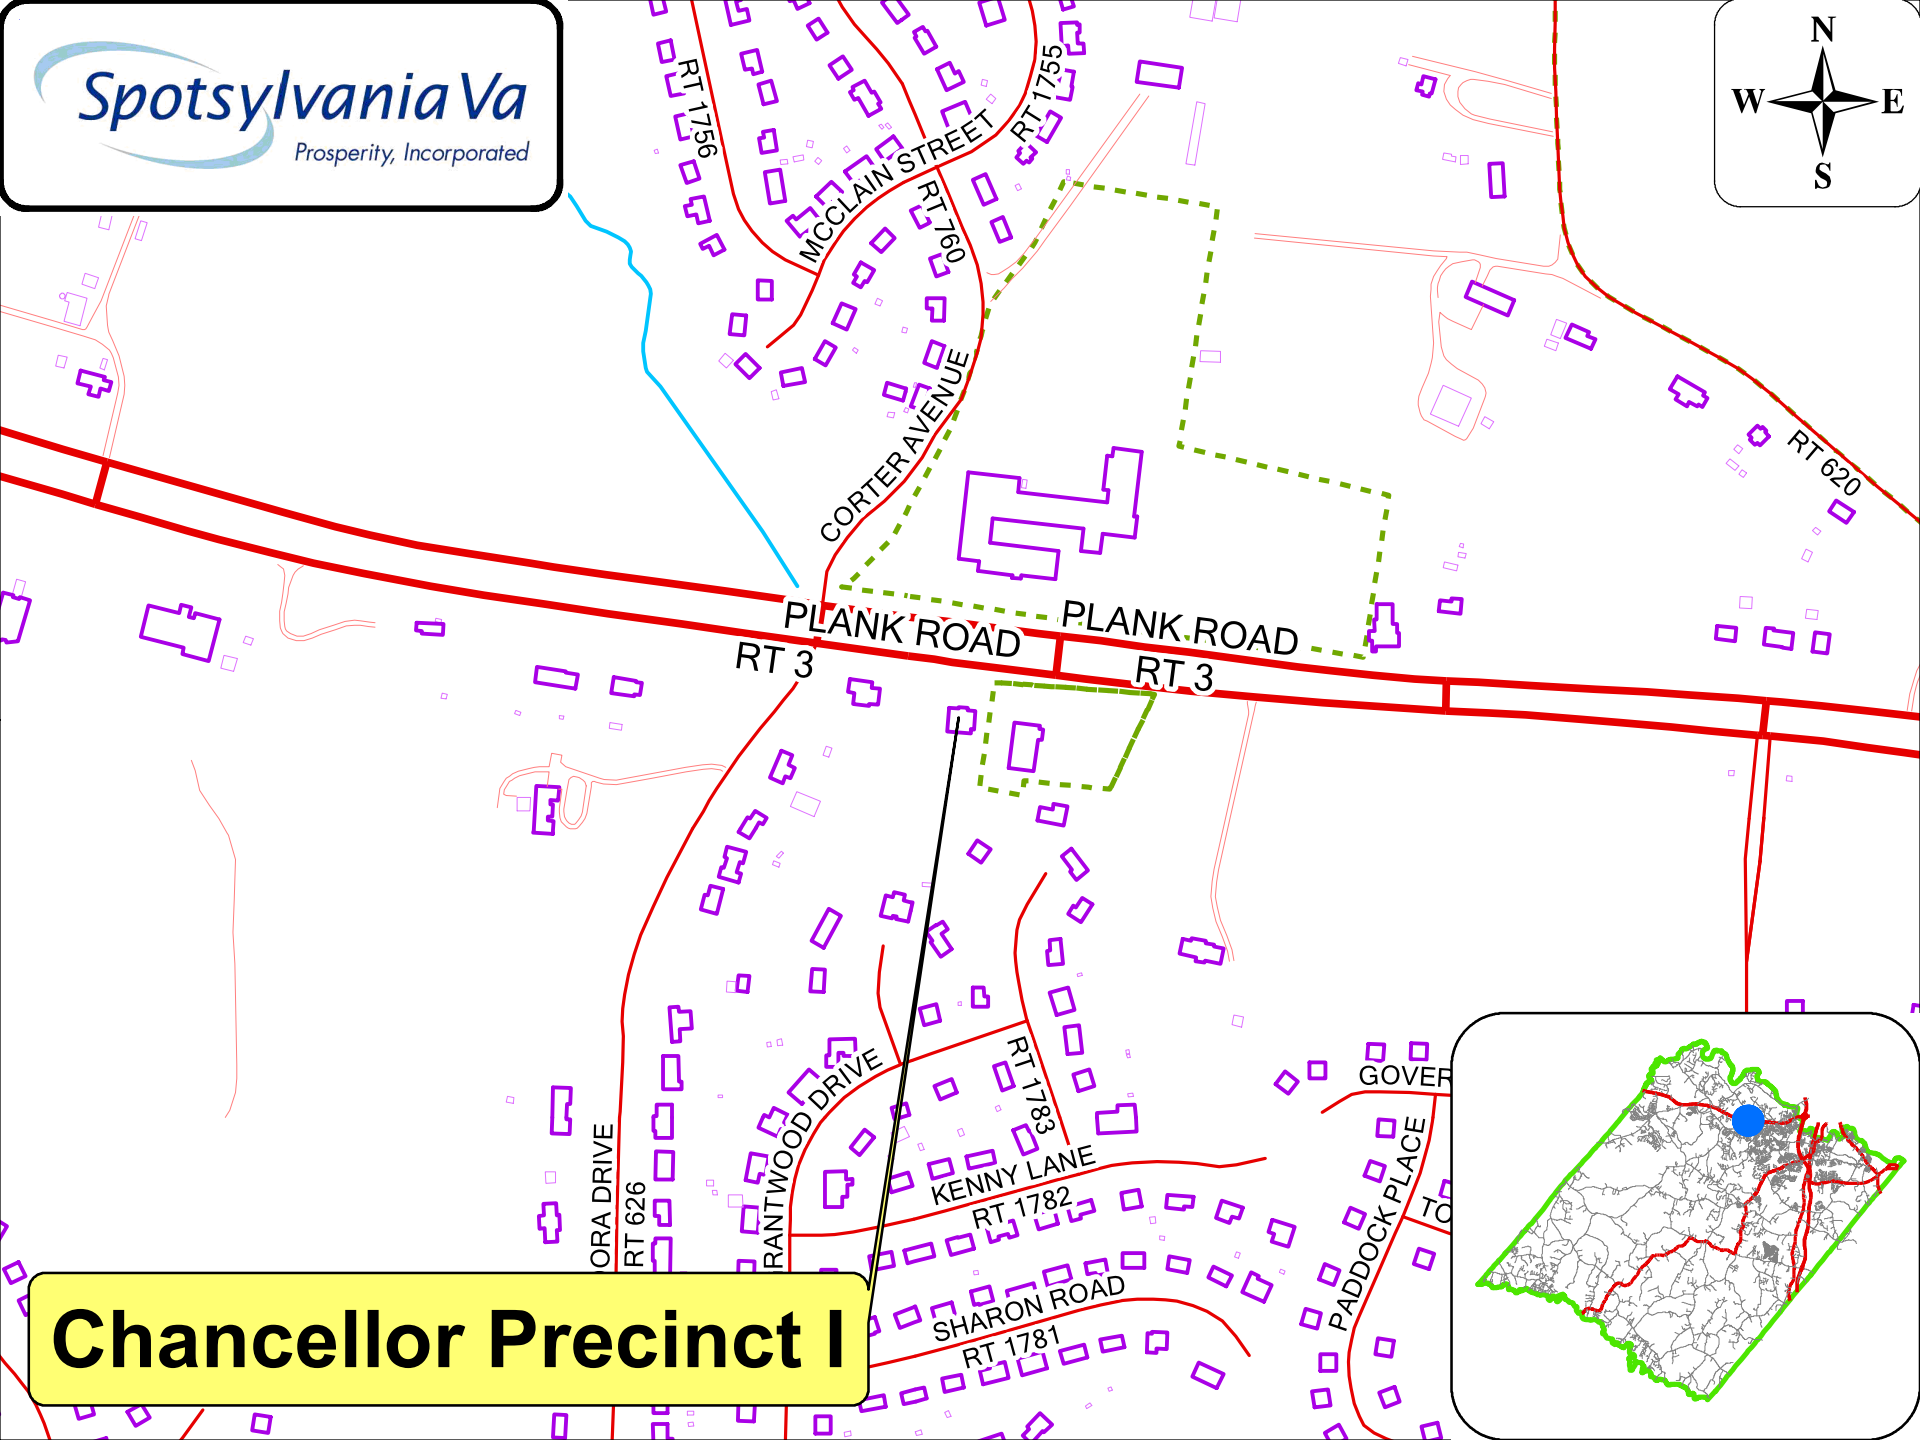 Spotsylvania Va
Prosperity, Incorporated
N
W E
S
RT 1756
RT 1755
MCCLAIN STREET
RT 760
CORTER AVENUE
RT 620
PLANK ROAD
PLANK ROAD
RT 3
RT 3
RANTWOOD DRIVE
RT 1783
GOVER
PADDOCK PLACE
TO
KENNY LANE
RT 1782
ORA DRIVE
RT 626
SHARON ROAD
RT 1781
Chancellor Precinct I